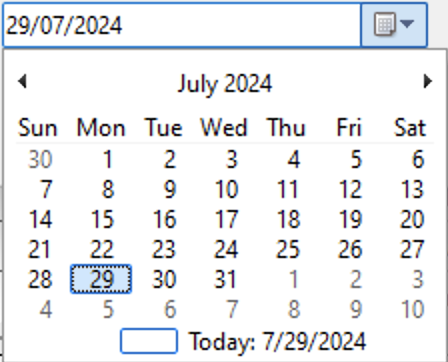 29/07/2024
July 2024
Sun Mon Tue Wed Thu Fri Sat
30 1 2 3 4 5 6
7 8 9 10 11 12 13
14 15 16 17 18 19 20
21 22 23 24 25 26 27
28 29 30 31 1 2 3
4 5 6 7 8 9 10
Today: 7/29/2024